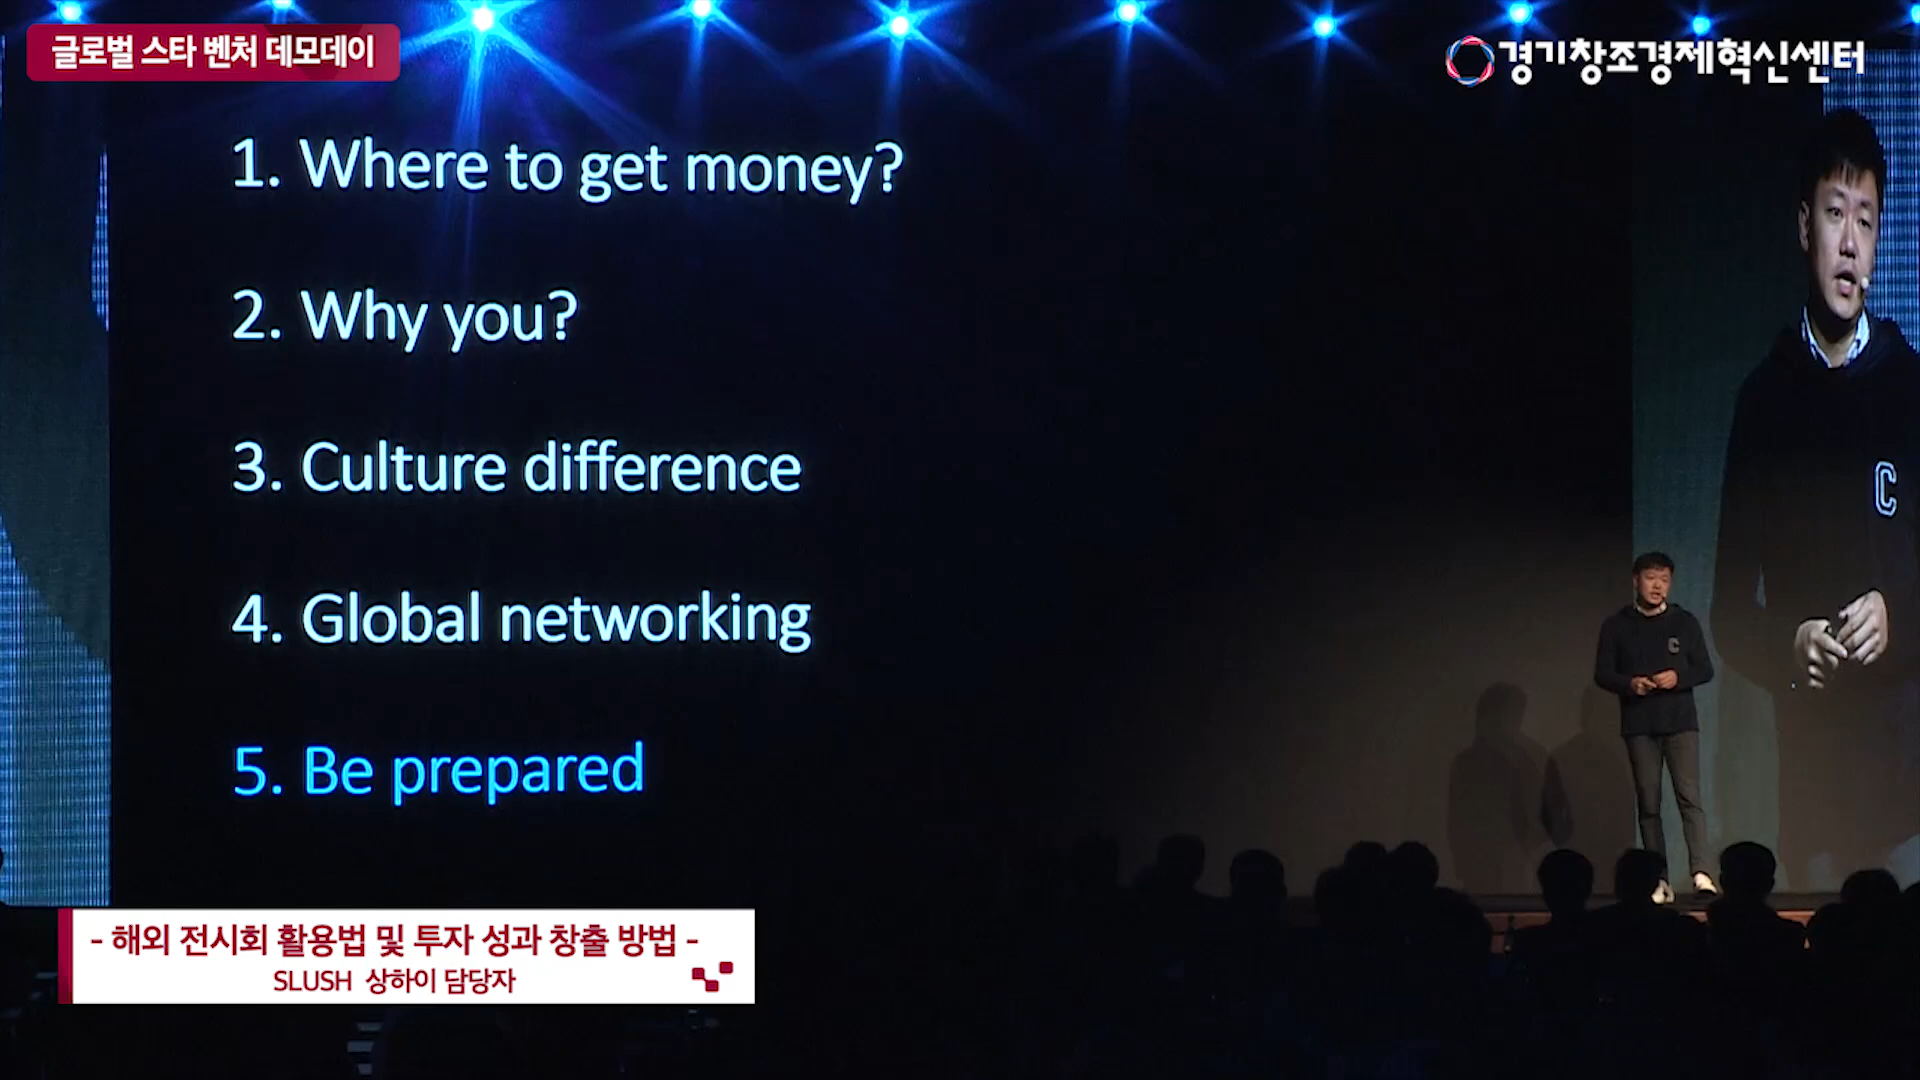 글로벌 스타 벤처 데모데이
경기창조경제혁신센터
1. Where to get money?
2. Why you?
3. Culture difference
4. Global networking
5. Be prepared
C
C
- 해외 전시회 활용법 및 투자 성과 창출 방법 -
SLUSH 상하이 담당자